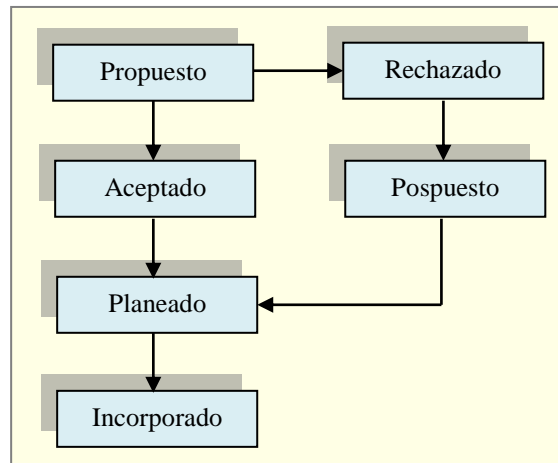 Propuesto
Rechazado
Aceptado
Pospuesto
Planeado
Incorporado